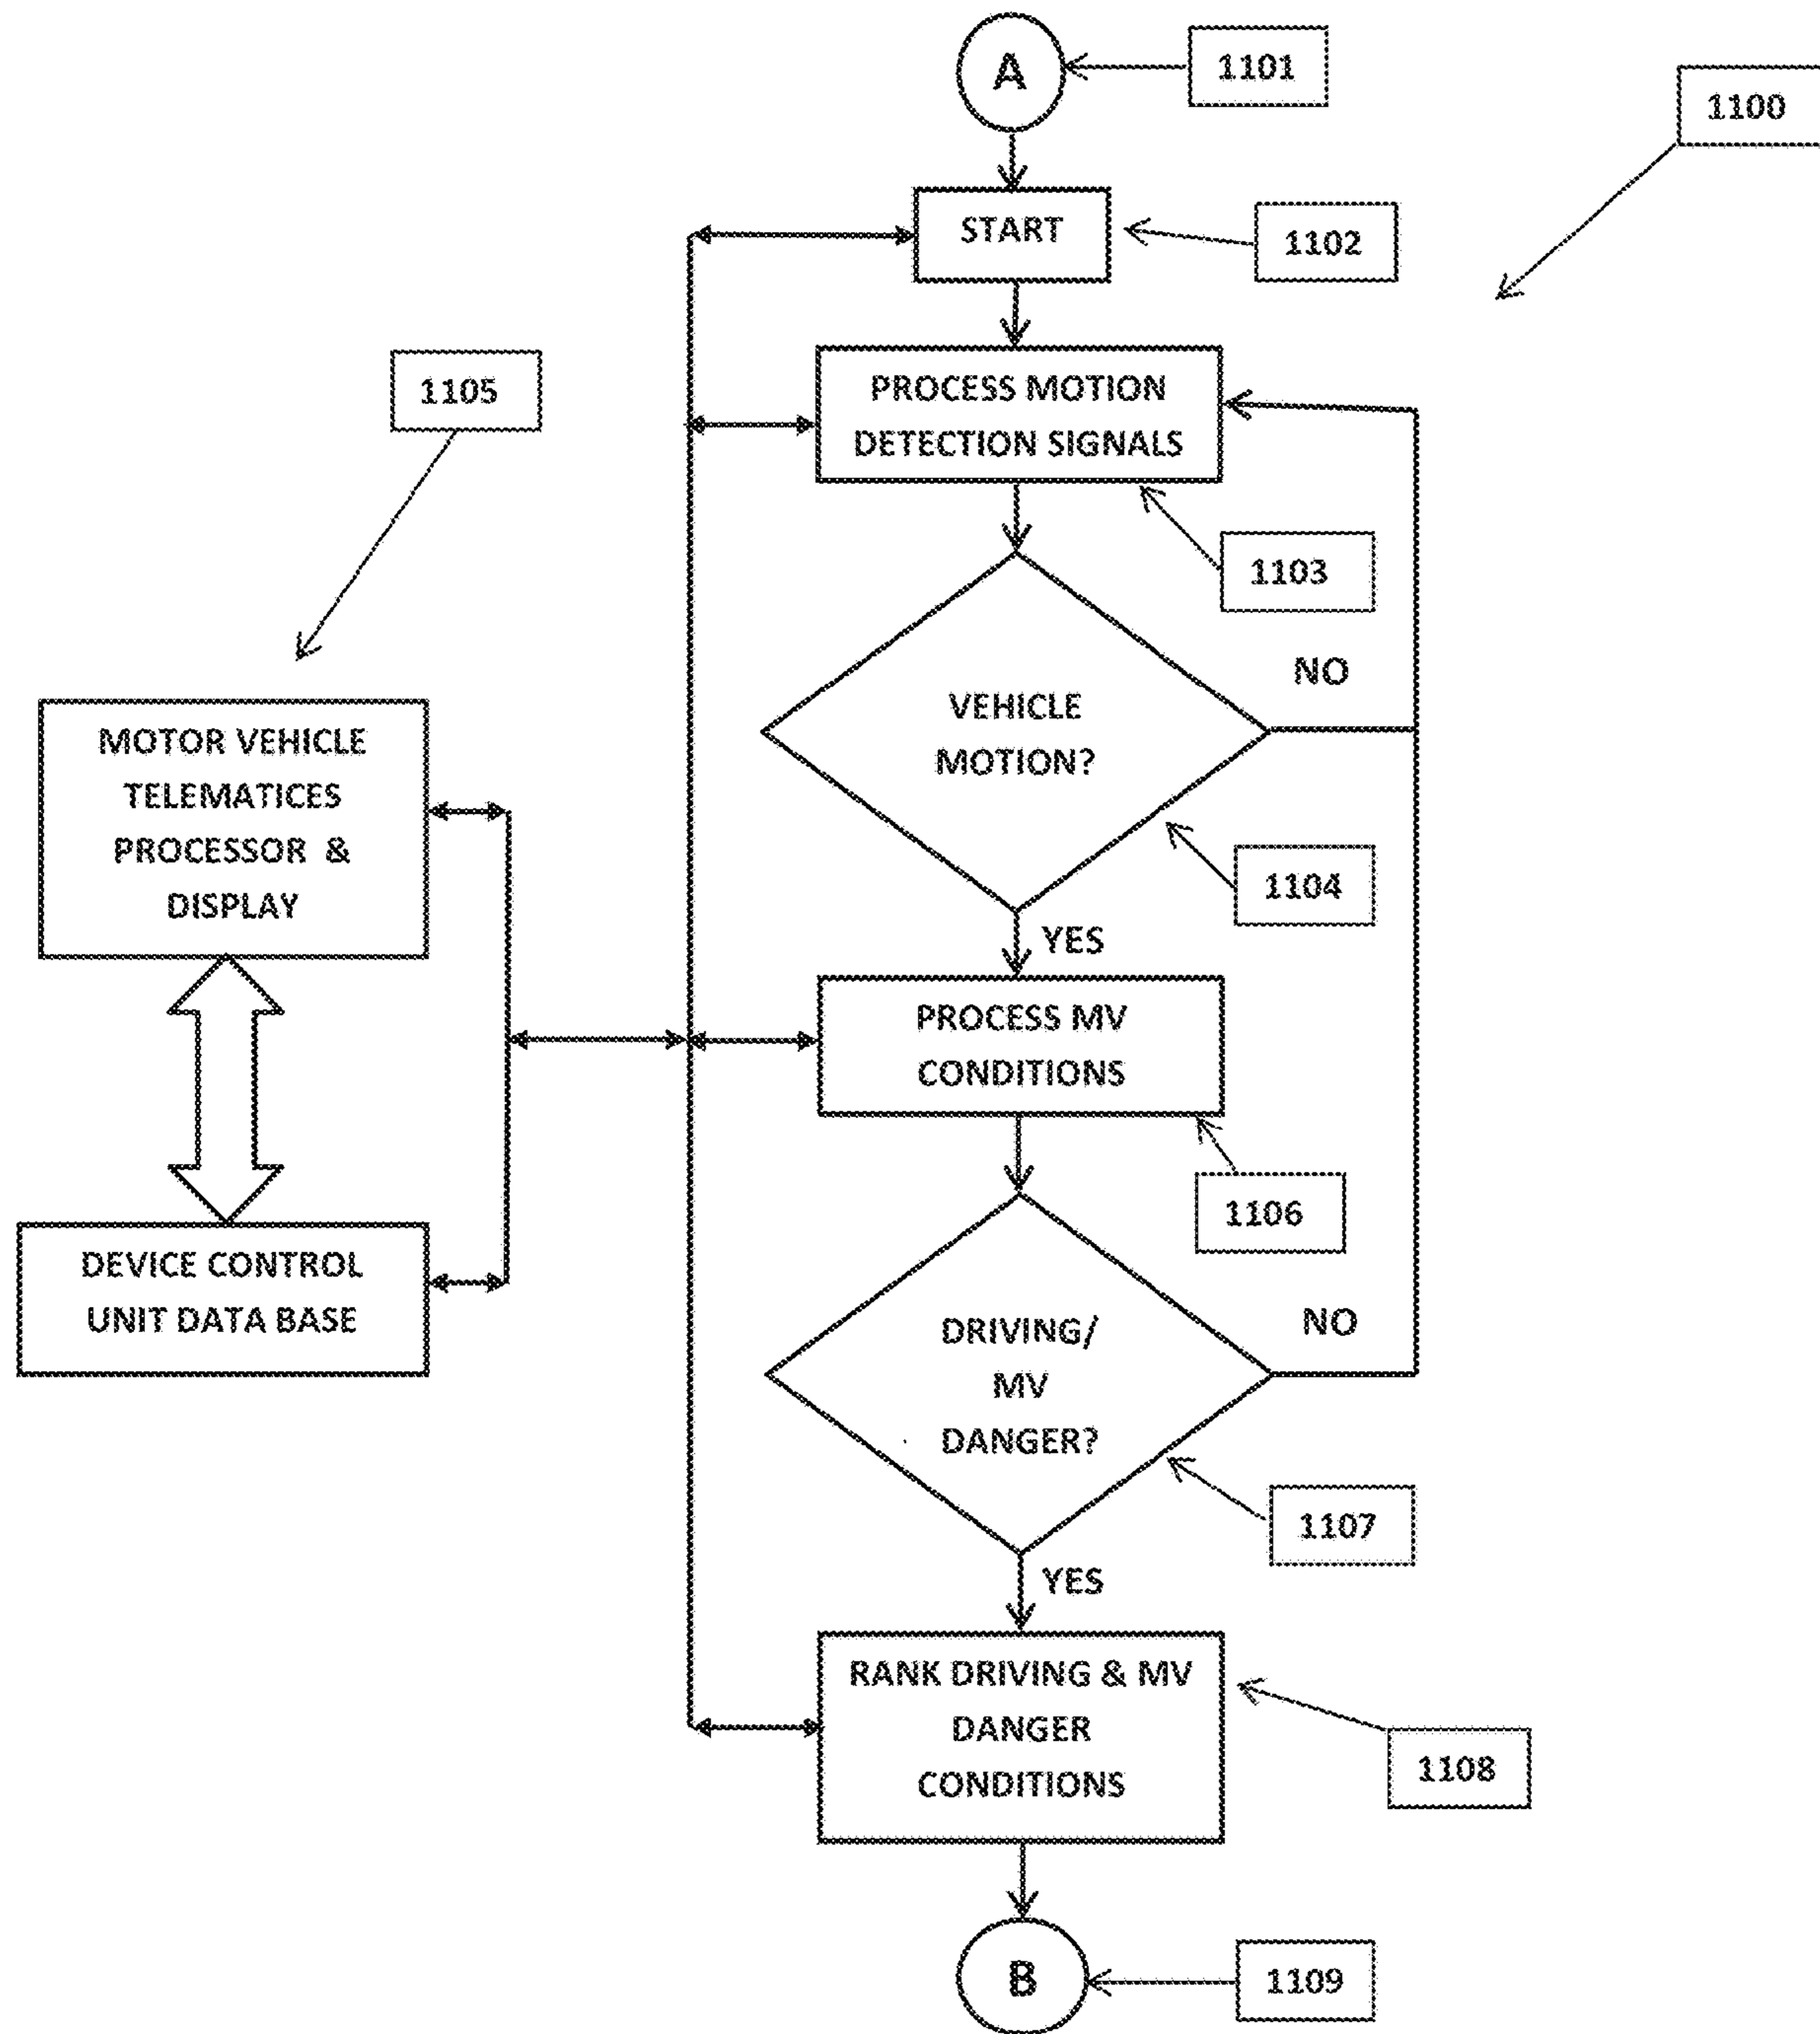 A
1101
1100
START
1102
1105
PROCESS MOTION
DETECTION SIGNALS
1103
NO
VEHICLE
MOTION?
MOTOR VEHICLE
TELEMATICES
PROCESSOR &
DISPLAY
1104
YES
PROCESS MV
CONDITIONS
1106
DEVICE CONTROL
UNIT DATA BASE
NO
DRIVING/
MV
DANGER?
1107
YES
RANK DRIVING & MV
DANGER
CONDITIONS
1108
B
1109